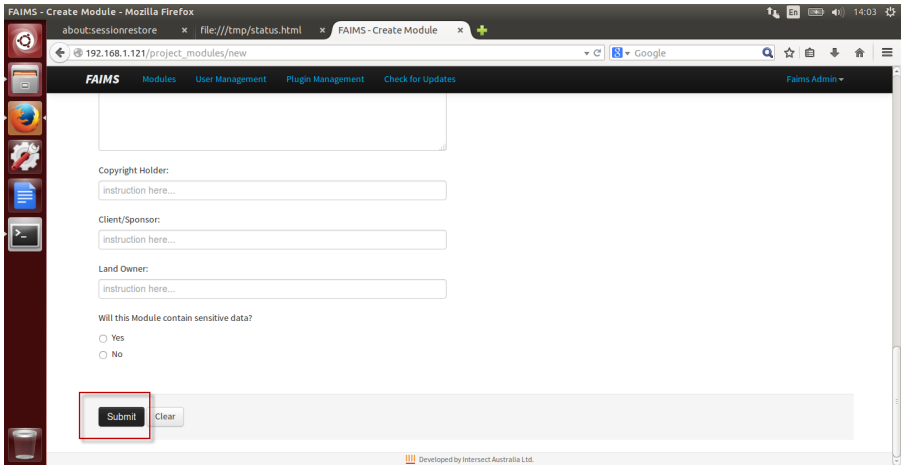 FAIMS - Create Module - Mozilla Firefox
En
14:03
about:sessionrestore × file:///tmp/status.html × FAIMS - Create Module ×
192.168.1.121/project_modules/new
Google
FAIMS Modules User Management Plugin Management Check for Updates Faims Admin
Copyright Holder:
instruction here...
Client/Sponsor:
instruction here...
Land Owner:
instruction here...
Will this Module contain sensitive data?
Yes
No
Submit Clear
Developed by Intersect Australia Ltd.